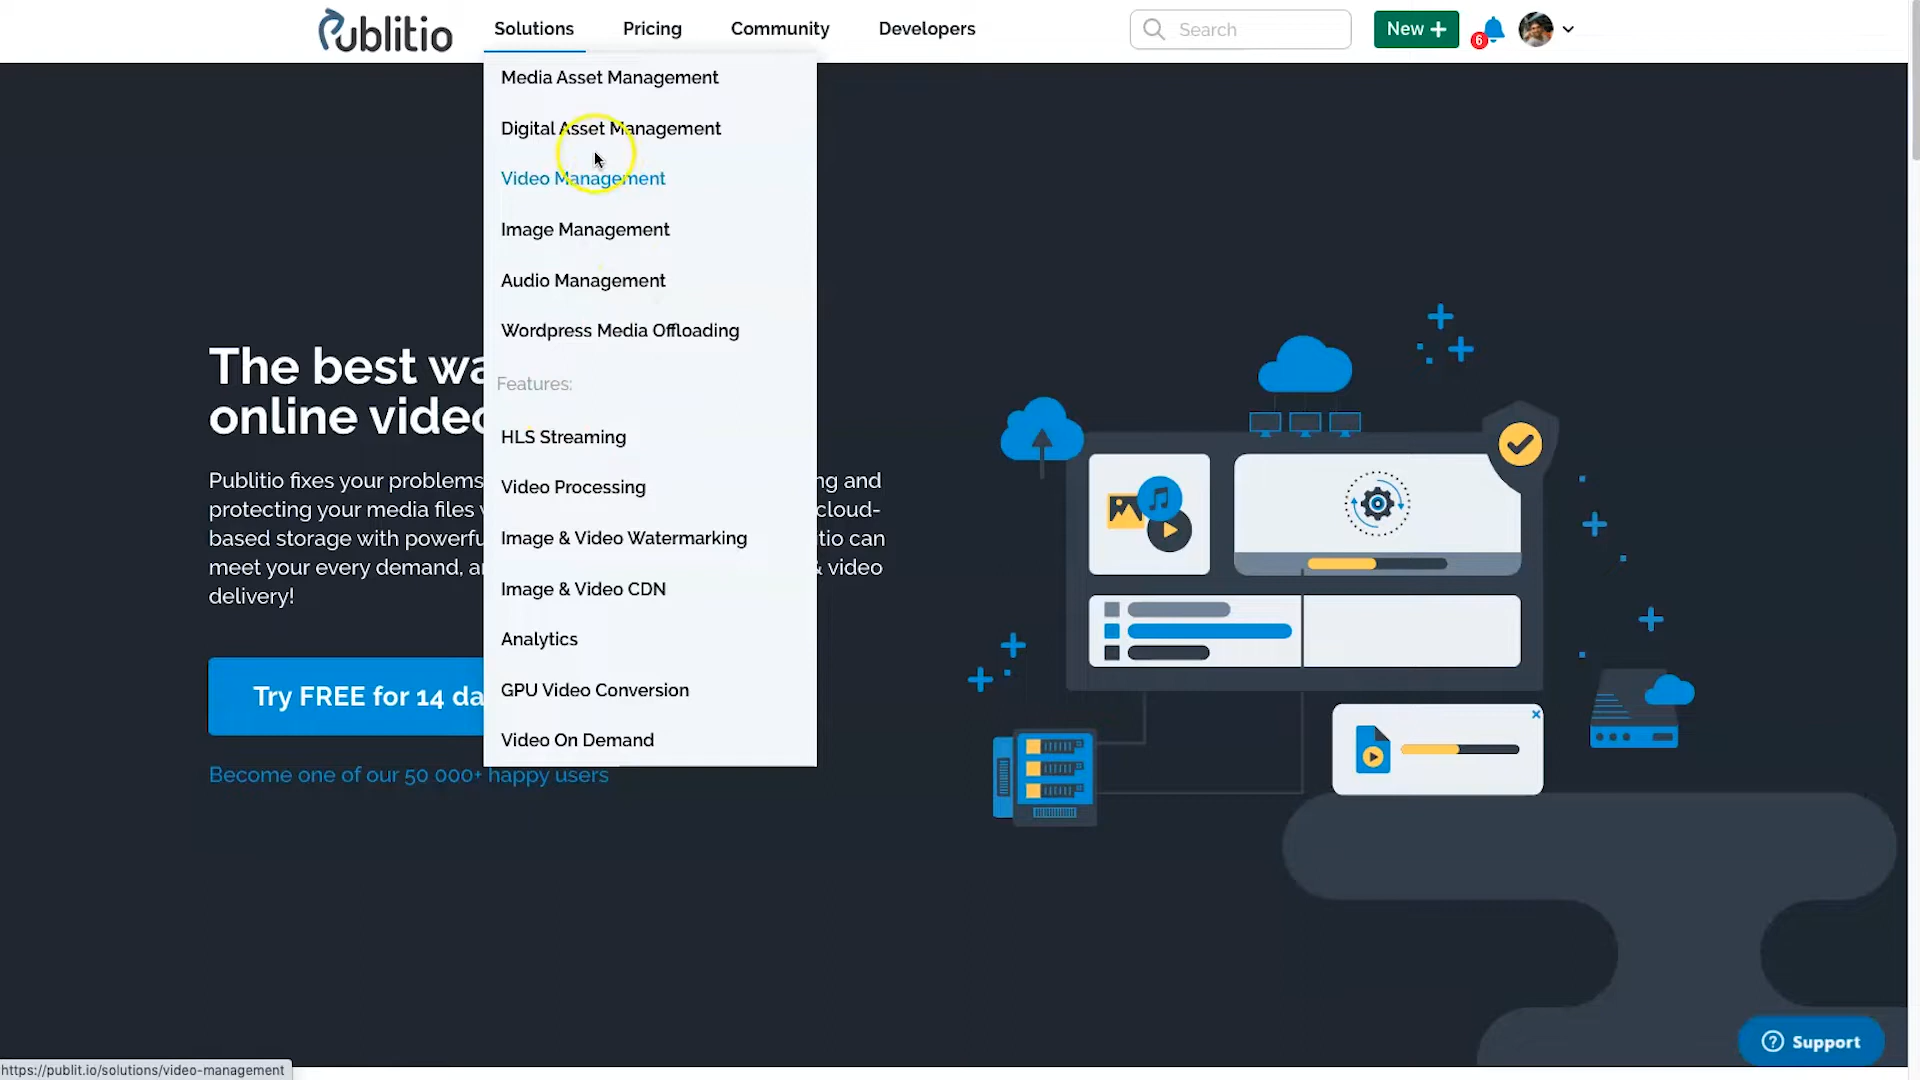 Publitio
Solutions
Pricing
Community
Developers
Search
New +
6
Media Asset Management
Digital Asset Management
Video Management
Image Management
Audio Management
Wordpress Media Offloading
Features:
HLS Streaming
Video Processing
Image & Video Watermarking
Image & Video CDN
Analytics
GPU Video Conversion
Video On Demand
The best wa
online vide
Publitio fixes your problems ng and
protecting your media files cloud-
based storage with powerfu tio can
meet your every demand, a & video
delivery!
Try FREE for 14 da
Become one of our 50 000+ happy users
Support
https://publit.io/solutions/video-management